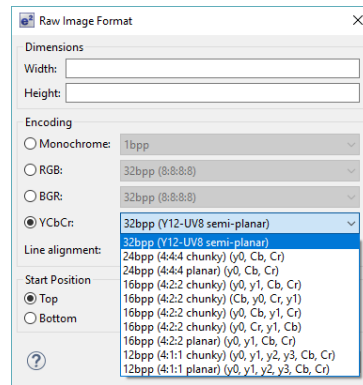 e² Raw Image Format
Dimensions
Width:
Height:
Encoding
Monochrome: 1bpp
RGB: 32bpp (8:8:8:8)
BGR: 32bpp (8:8:8:8)
YCbCr: 32bpp (Y12-UV8 semi-planar)
32bpp (Y12-UV8 semi-planar)
Line alignment: 24bpp (4:4:4 chunky) (y0, Cb, Cr)
24bpp (4:4:4 planar) (y0, Cb, Cr)
16bpp (4:2:2 chunky) (y0, y1, Cb, Cr)
Start Position 16bpp (4:2:2 chunky) (Cb, y0, Cr, y1)
Top 16bpp (4:2:2 chunky) (y0, Cb, y1, Cr)
16bpp (4:2:2 chunky) (y0, Cr, y1, Cb)
Bottom 16bpp (4:2:2 planar) (y0, y1, Cb, Cr)
12bpp (4:1:1 chunky) (y0, y1, y2, y3, Cb, Cr)
12bpp (4:1:1 planar) (y0, y1, y2, y3, Cb, Cr)
?